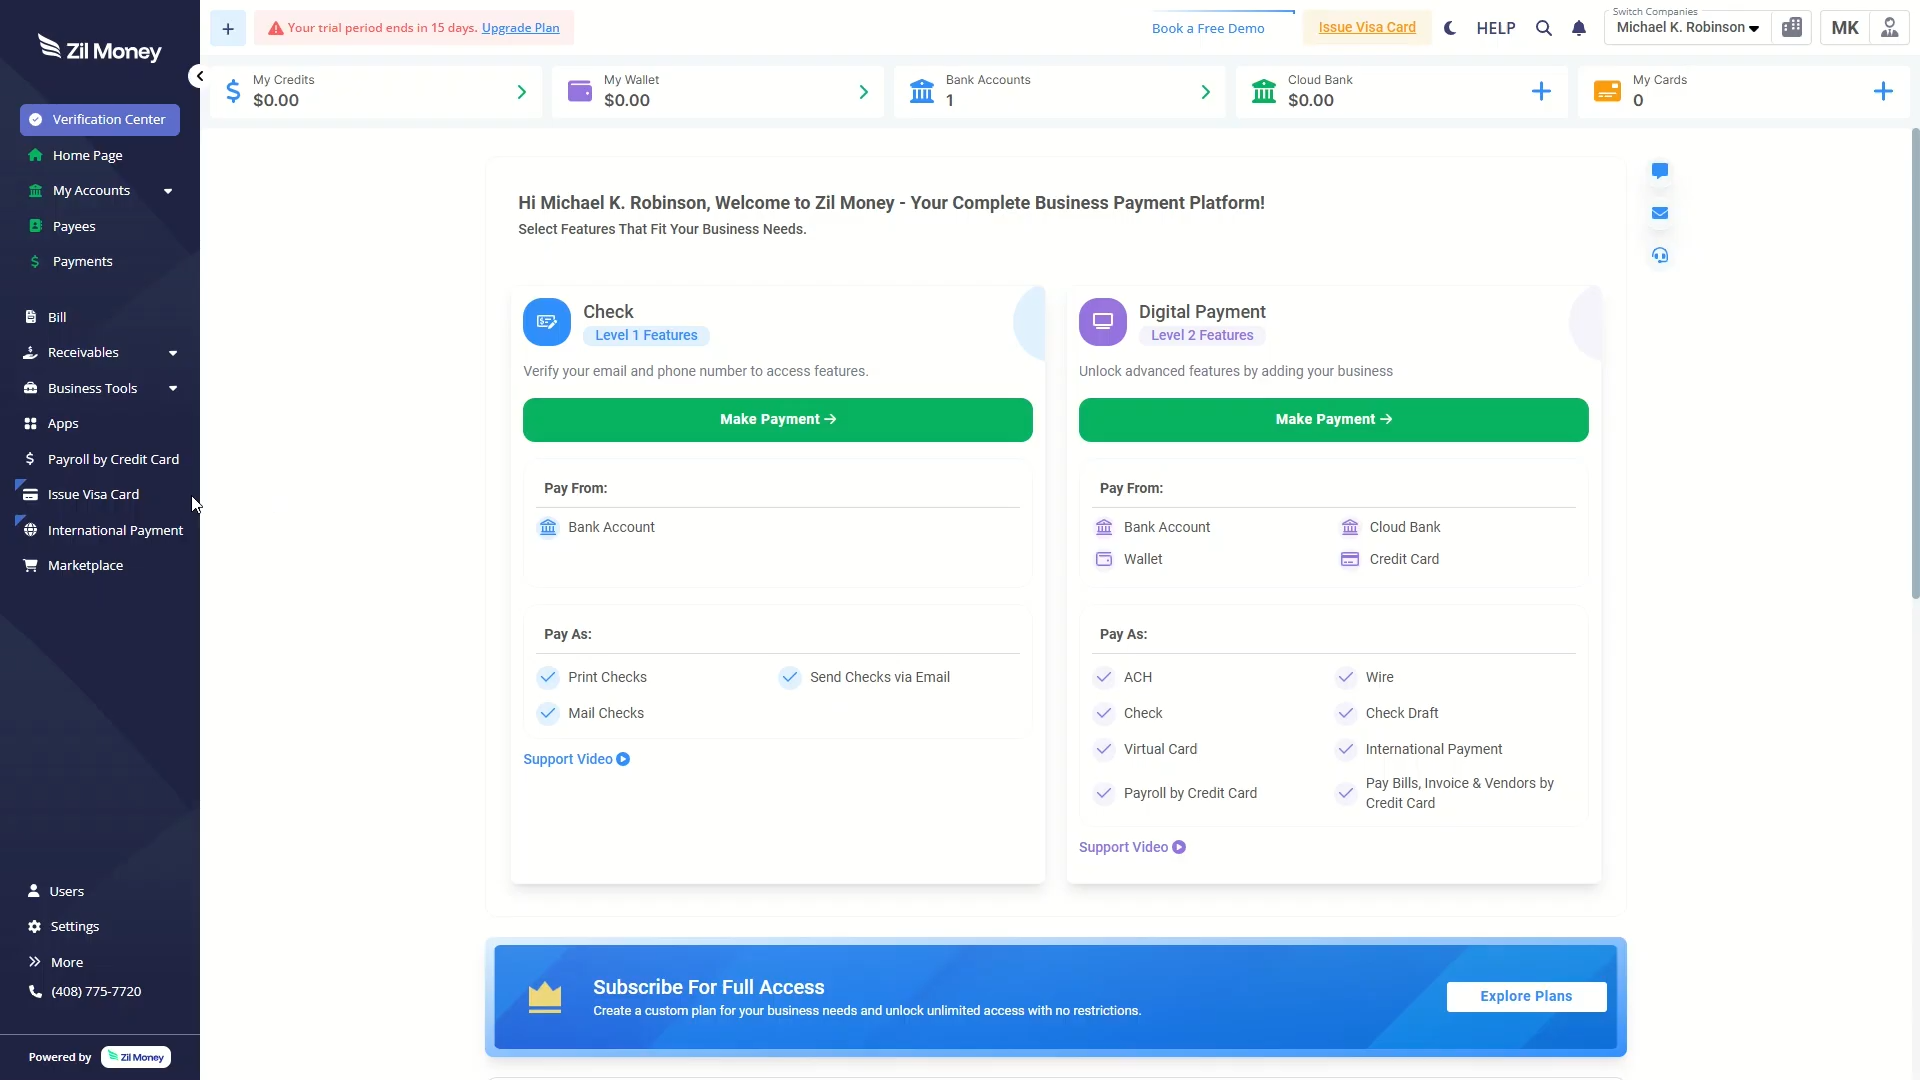 Zil Money
Verification Center
Home Page
My Accounts
Payees
Payments
Bill
Receivables
Business Tools
Apps
Payroll by Credit Card
Issue Visa Card
International Payment
Marketplace
Users
Settings
More
(408) 775-7720
Powered by Zil Money
Your trial period ends in 15 days. Upgrade Plan
Book a Free Demo
Issue Visa Card
HELP
Switch Companies
Michael K. Robinson
MK
My Credits
$0.00
My Wallet
$0.00
Bank Accounts
1
Cloud Bank
$0.00
My Cards
0
Hi Michael K. Robinson, Welcome to Zil Money - Your Complete Business Payment Platform!
Select Features That Fit Your Business Needs.
Check
Level 1 Features
Verify your email and phone number to access features.
Make Payment
Pay From:
Bank Account
Pay As:
Print Checks
Send Checks via Email
Mail Checks
Support Video
Digital Payment
Level 2 Features
Unlock advanced features by adding your business
Make Payment
Pay From:
Bank Account
Cloud Bank
Wallet
Credit Card
Pay As:
ACH
Wire
Check
Check Draft
Virtual Card
International Payment
Payroll by Credit Card
Pay Bills, Invoice & Vendors by
Credit Card
Support Video
Subscribe For Full Access
Create a custom plan for your business needs and unlock unlimited access with no restrictions.
Explore Plans